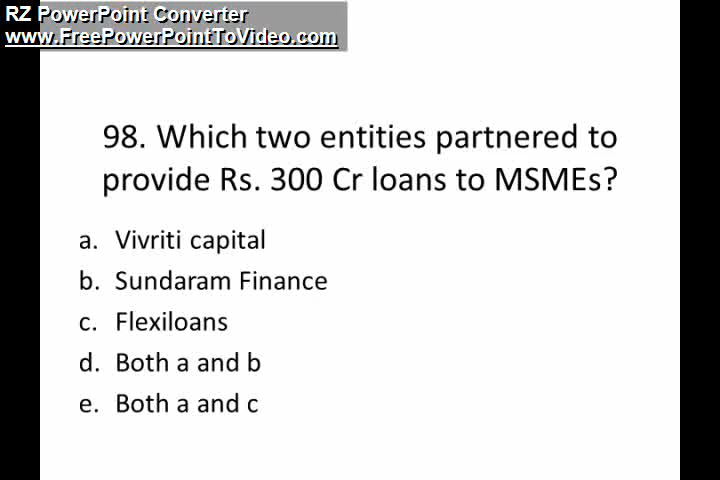 RZ PowerPoint Converter
www.FreePowerPointToVideo.com
98. Which two entities partnered to
provide Rs. 300 Cr loans to MSMEs?
a. Vivriti capital
b. Sundaram Finance
c. Flexiloans
d. Both a and b
e. Both a and c